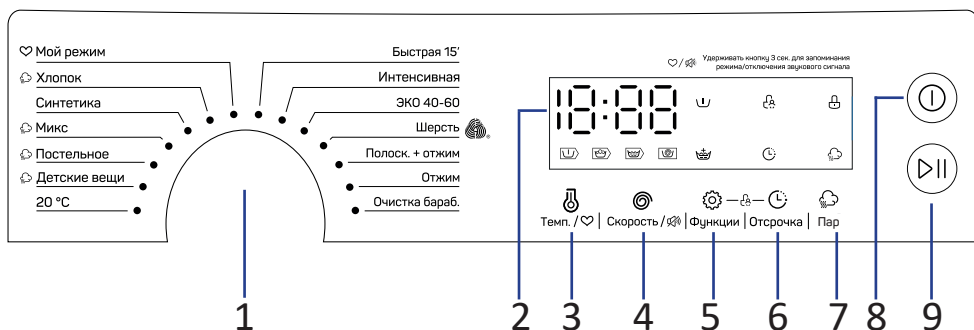 Мой режим
Хлопок
Синтетика
Микс
Постельное
Детские вещи
20 °C
Быстрая 15’
Интенсивная
ЭКО 40-60
Шерсть
Полоск. + отжим
Отжим
Очистка бараб.
Удерживать кнопку 3 сек. для запоминания
режима/отключения звукового сигнала
18:88
Темп. / Скорость / Функции Отсрочка Пар
1 2 3 4 5 6 7 8 9